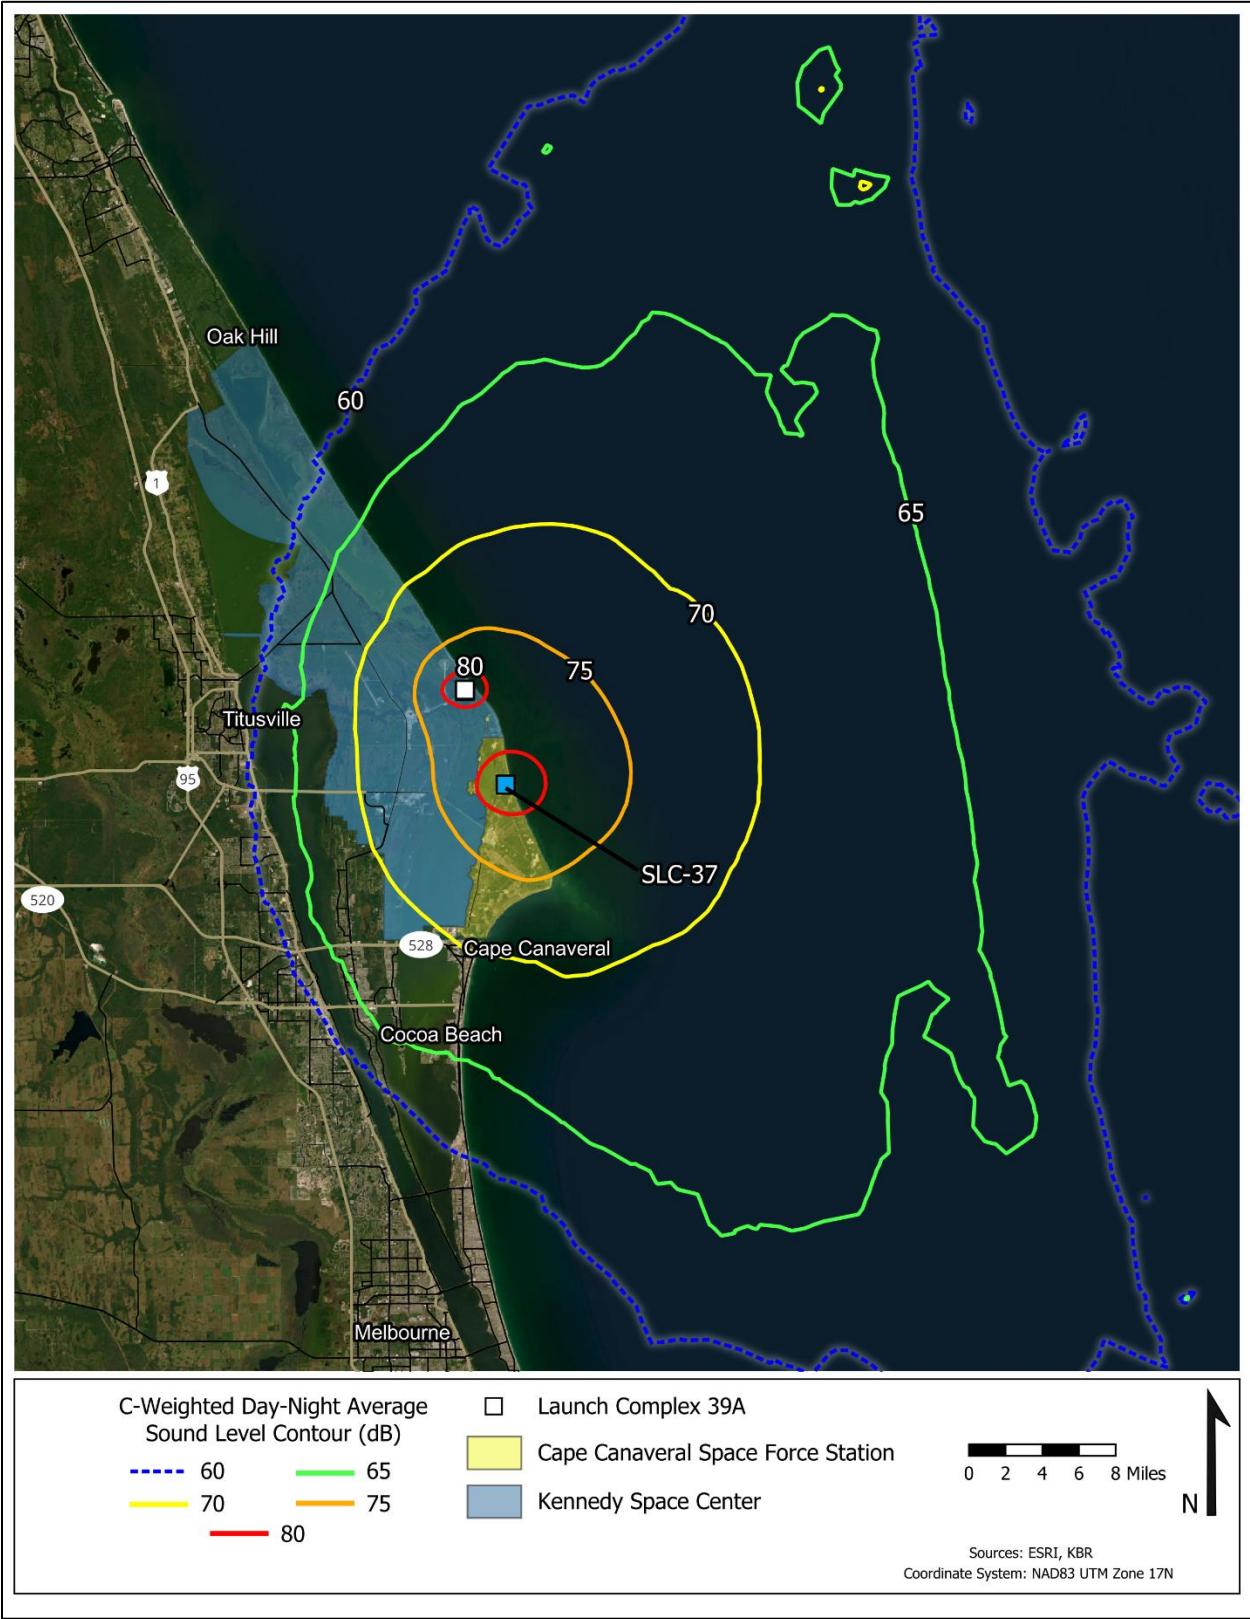 Oak Hill
60
1
65
70
80
75
Titusville
95
SLC-37
520
528
Cape Canaveral
Cocoa Beach
Melbourne
C-Weighted Day-Night Average
Sound Level Contour (dB)
60
65
70
75
80
Launch Complex 39A
Cape Canaveral Space Force Station
Kennedy Space Center
0 2 4 6 8 Miles
N
Sources: ESRI, KBR
Coordinate System: NAD83 UTM Zone 17N